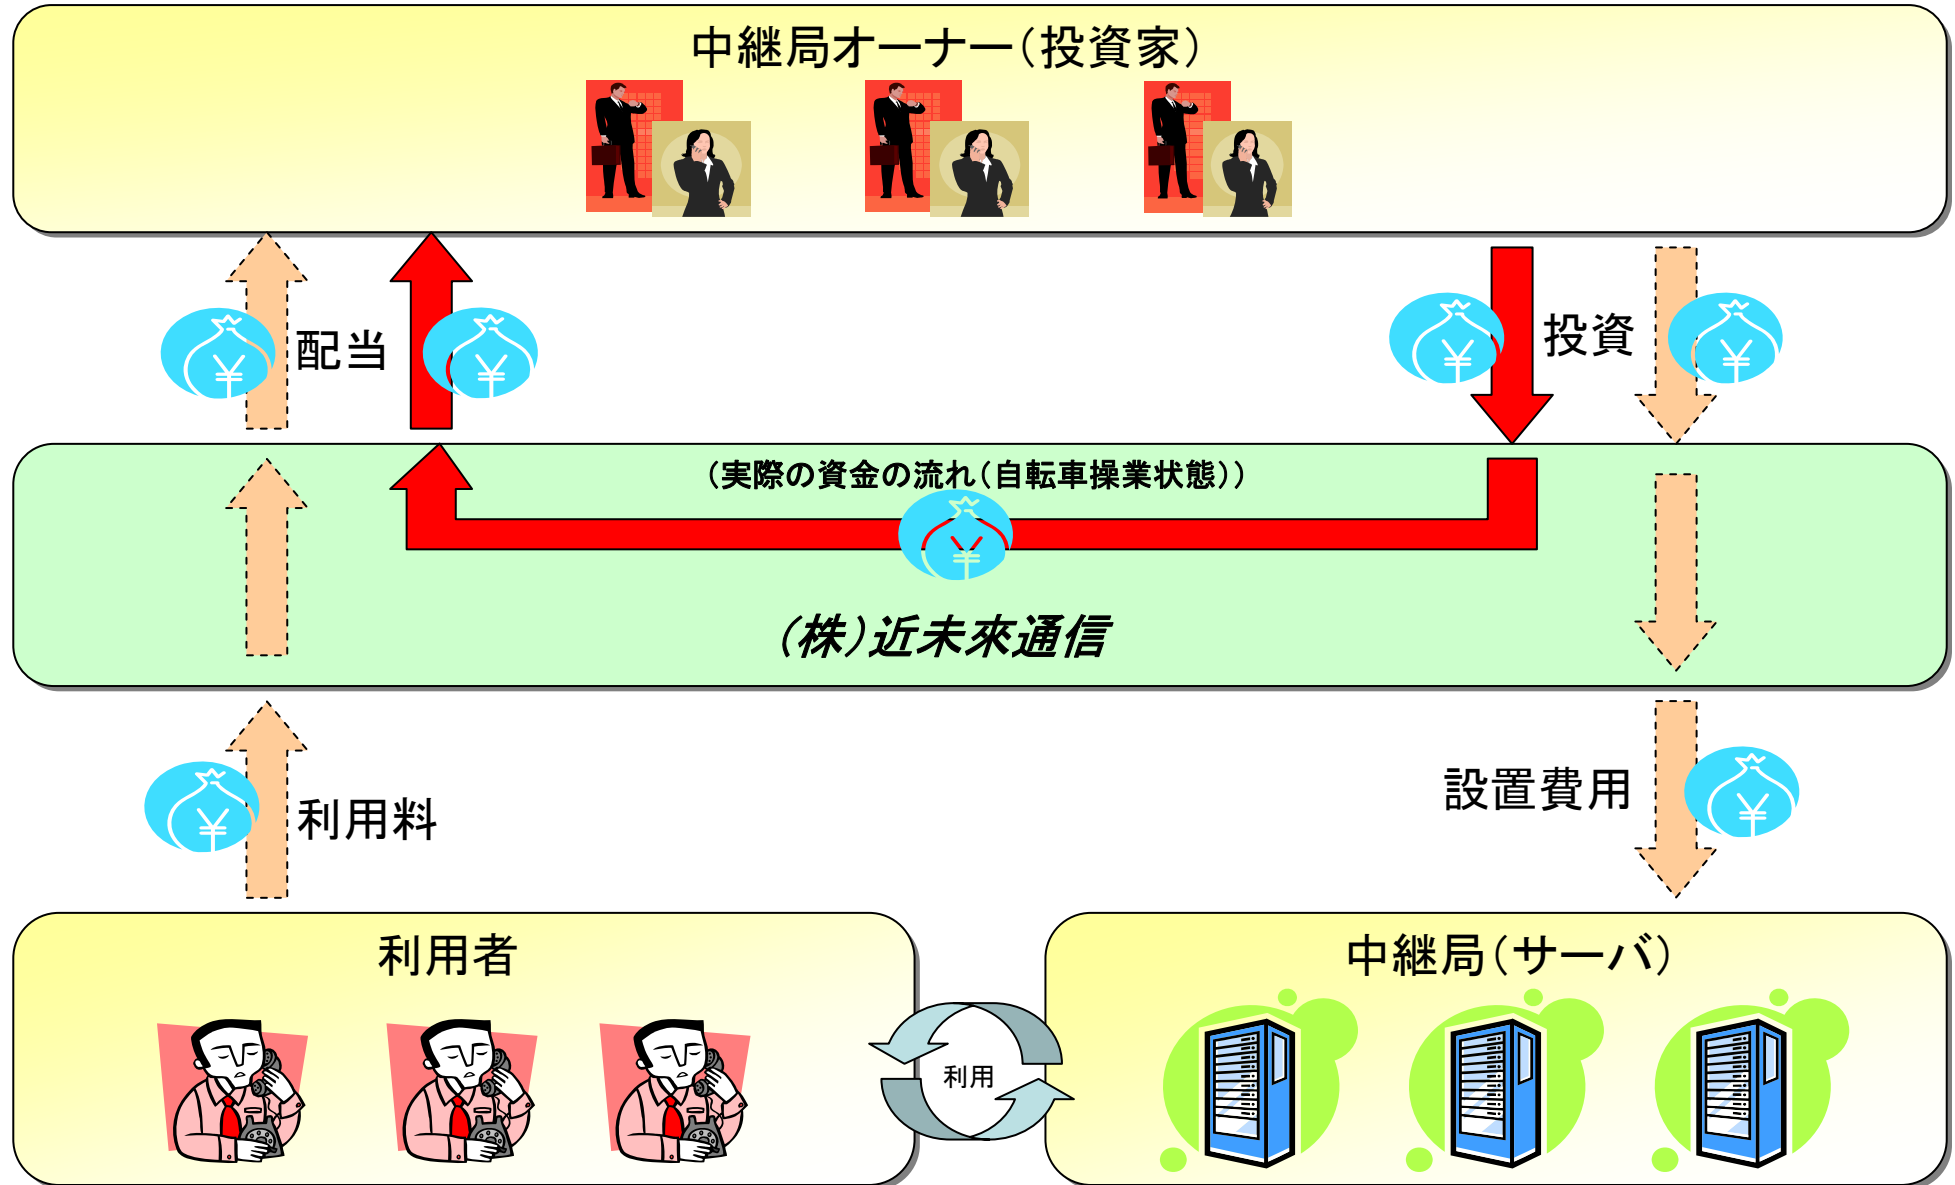 中継局オーナー（投資家）
配当
投資
（実際の資金の流れ（自転車操業状態））
（株）近未來通信
利用料
設置費用
利用者
中継局（サーバ）
利用